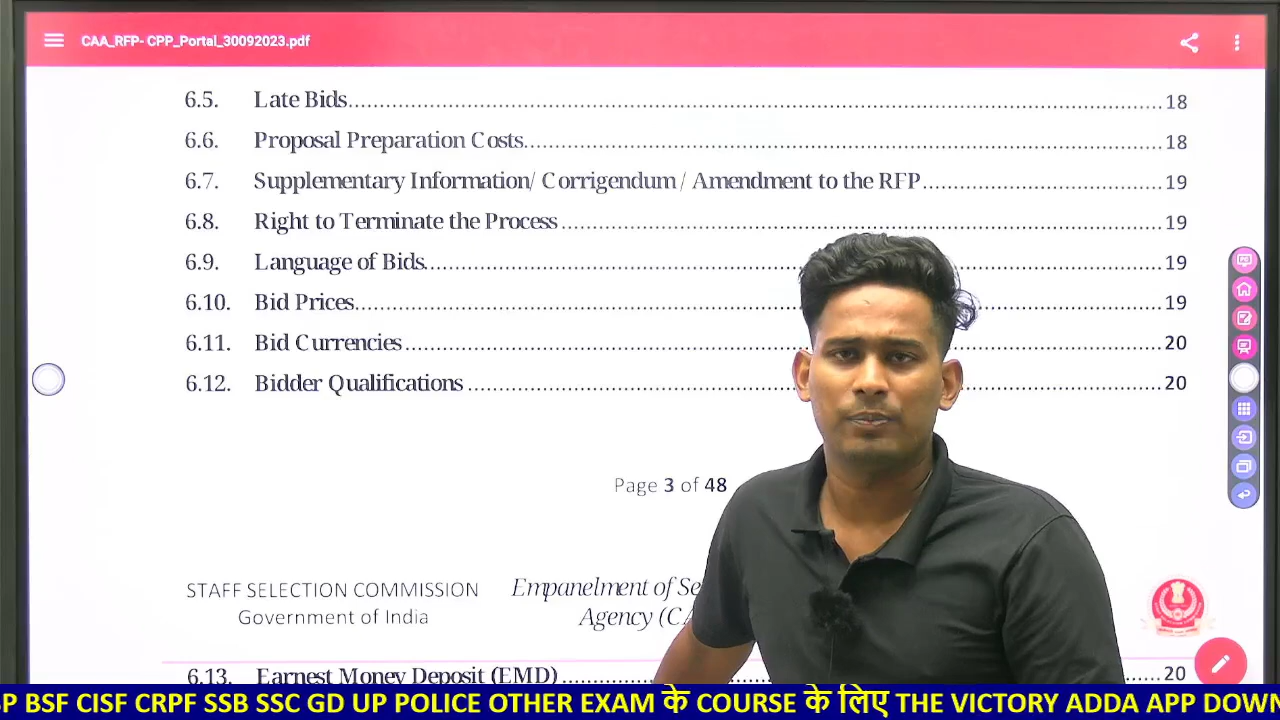 CAA_RFP- CPP_Portal_30092023.pdf
6.5. Late Bids 18
6.6. Proposal Preparation Costs 18
6.7. Supplementary Information/ Corrigendum / Amendment to the RFP 19
6.8. Right to Terminate the Process 19
6.9. Language of Bids 19
6.10. Bid Prices 19
6.11. Bid Currencies 20
6.12. Bidder Qualifications 20
Page 3 of 48
STAFF SELECTION COMMISSION Empanelment of Se
Government of India Agency (CA
6.13. Earnest Money Deposit (EMD) 20
P BSF CISF CRPF SSB SSC GD UP POLICE OTHER EXAM के COURSE के लिए THE VICTORY ADDA APP DOWN